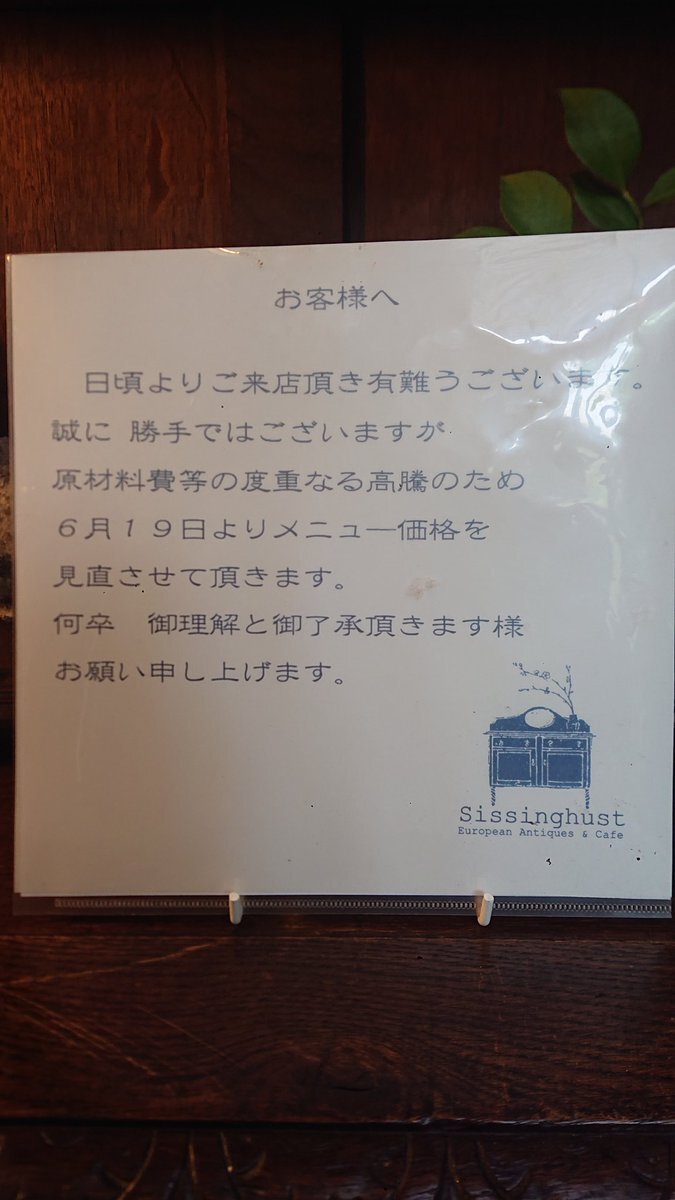 お客様へ
日頃よりご来店頂き有難うございます。
誠に 勝手ではございますが
原材料費等の度重なる高騰のため
６月１９日よりメニュー価格を
見直させて頂きます。
何卒　御理解と御了承頂きます様
お願い申し上げます。
Sissinghust
European Antiques & Cafe